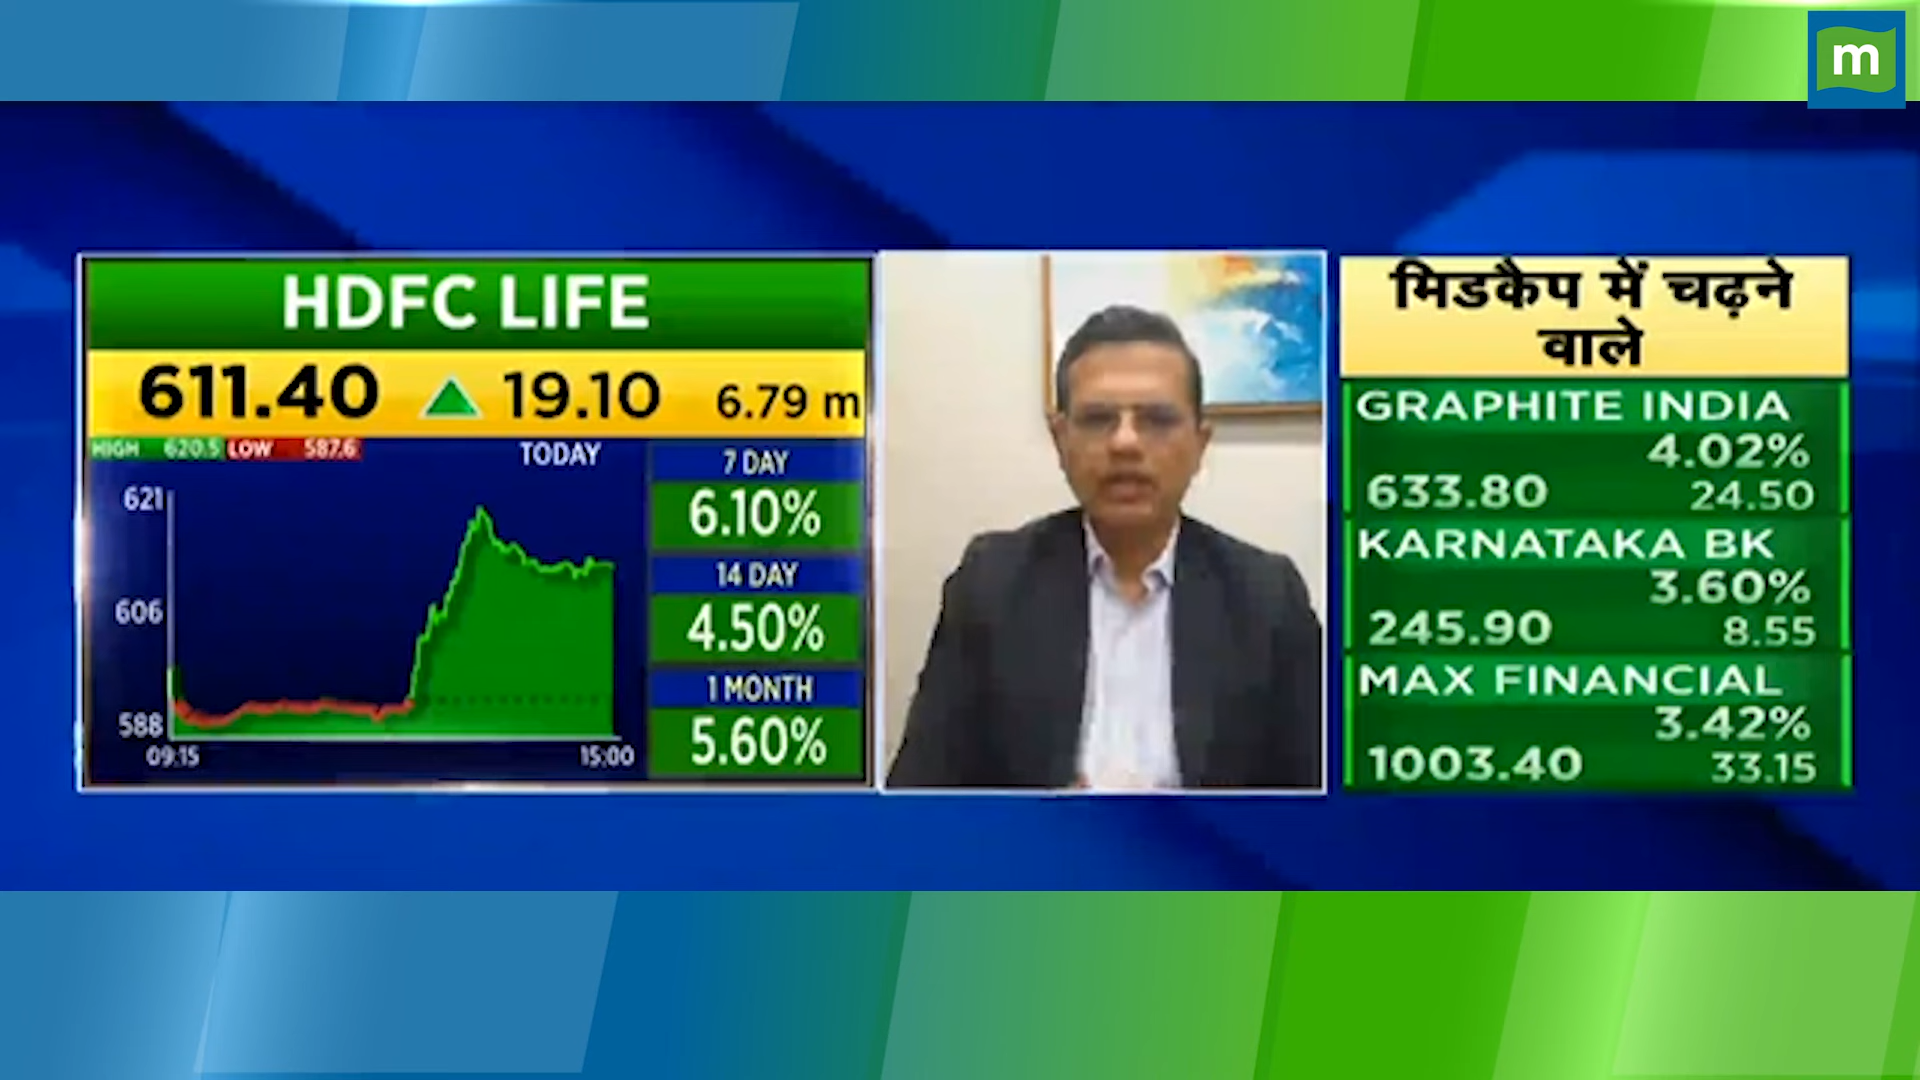 m
HDFC LIFE
611.40 ▲ 19.10 6.79 m
HIGH 620.5 LOW 587.6
TODAY
621
606
588
09:15 15:00
7 DAY
6.10%
14 DAY
4.50%
1 MONTH
5.60%
मिडकैप में चढ़ने
वाले
GRAPHITE INDIA
4.02%
633.80 24.50
KARNATAKA BK
3.60%
245.90 8.55
MAX FINANCIAL
3.42%
1003.40 33.15